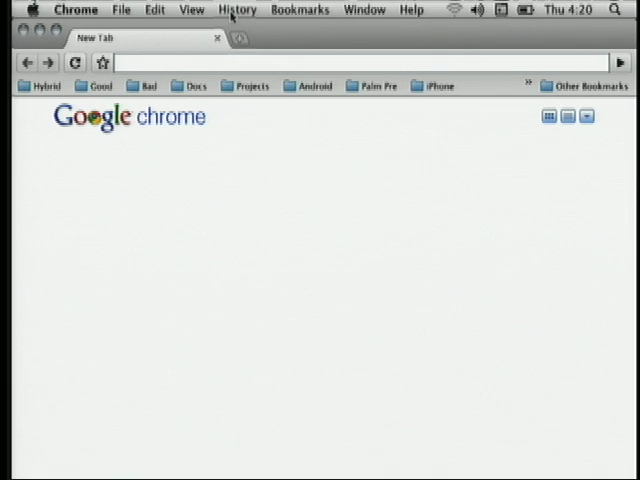 Chrome File Edit View History Bookmarks Window Help Thu 4:20
New Tab
Hybrid Good Bad Docs Projects Android Palm Pre iPhone » Other Bookmarks
Google chrome